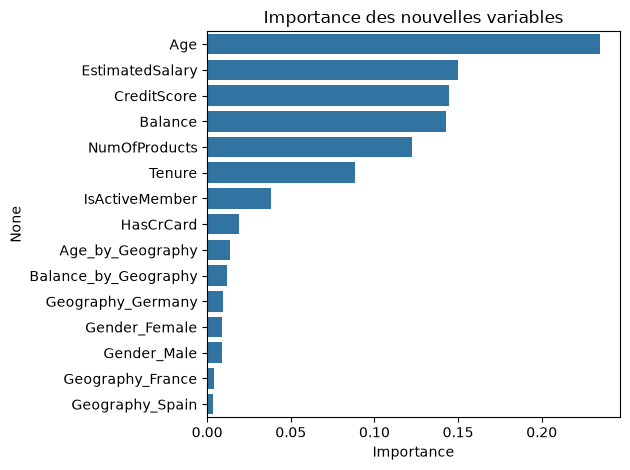 Importance des nouvelles variables
Age
EstimatedSalary
CreditScore
Balance
NumOfProducts
Tenure
IsActiveMember
HasCrCard
Age_by_Geography
Balance_by_Geography
Geography_Germany
Gender_Female
Gender_Male
Geography_France
Geography_Spain
None
0.00 0.05 0.10 0.15 0.20
Importance